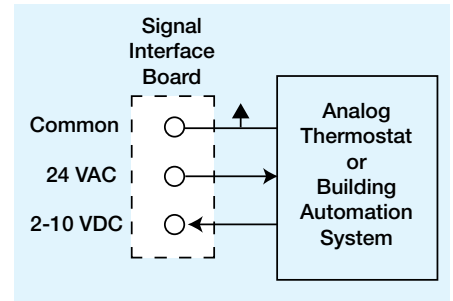 Signal
Interface
Board
Common
24 VAC
2-10 VDC
Analog
Thermostat
or
Building
Automation
System